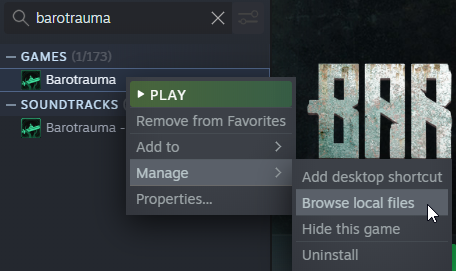 barotrauma
GAMES (1/173)
Barotrauma
SOUNDTRACKS (
Barotrauma -
PLAY
Remove from Favorites
Add to
Manage
Properties...
Add desktop shortcut
Browse local files
Hide this game
Uninstall
BAR